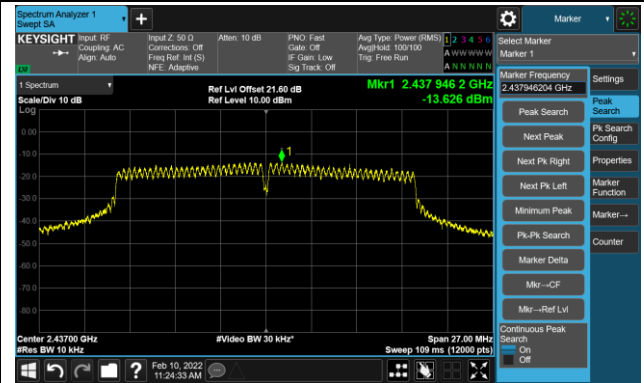 Spectrum Analyzer 1
Swept SA
Marker
KEYSIGHT Input: RF
Coupling: AC
Align: Auto
Input Z: 50 Ω
Corrections: Off
Freq Ref: Int (S)
NFE: Adaptive
Atten: 10 dB
PNO: Fast
Gate: Off
IF Gain: Low
Sig Track: Off
Avg Type: Power (RMS)
Avg|Hold: 100/100
Trig: Free Run
1 2 3 4 5 6
A W W W W W
A N N N N N
Select Marker
Marker 1
1 Spectrum
Scale/Div 10 dB
Ref Lvl Offset 21.60 dB
Ref Level 10.00 dBm
Mkr1 2.437 946 2 GHz
-13.626 dBm
Log
0.00
-10.0
-20.0
-30.0
-40.0
-50.0
-60.0
-70.0
-80.0
1
Center 2.43700 GHz
#Res BW 10 kHz
#Video BW 30 kHz*
Span 27.00 MHz
Sweep 109 ms (12000 pts)
Marker Frequency
2.437946204 GHz
Peak Search
Next Peak
Next Pk Right
Next Pk Left
Minimum Peak
Pk-Pk Search
Marker Delta
Mkr→CF
Mkr→Ref Lvl
Continuous Peak
Search
On
Off
Settings
Peak
Search
Pk Search
Config
Properties
Marker
Function
Marker→
Counter
Feb 10, 2022
11:24:33 AM